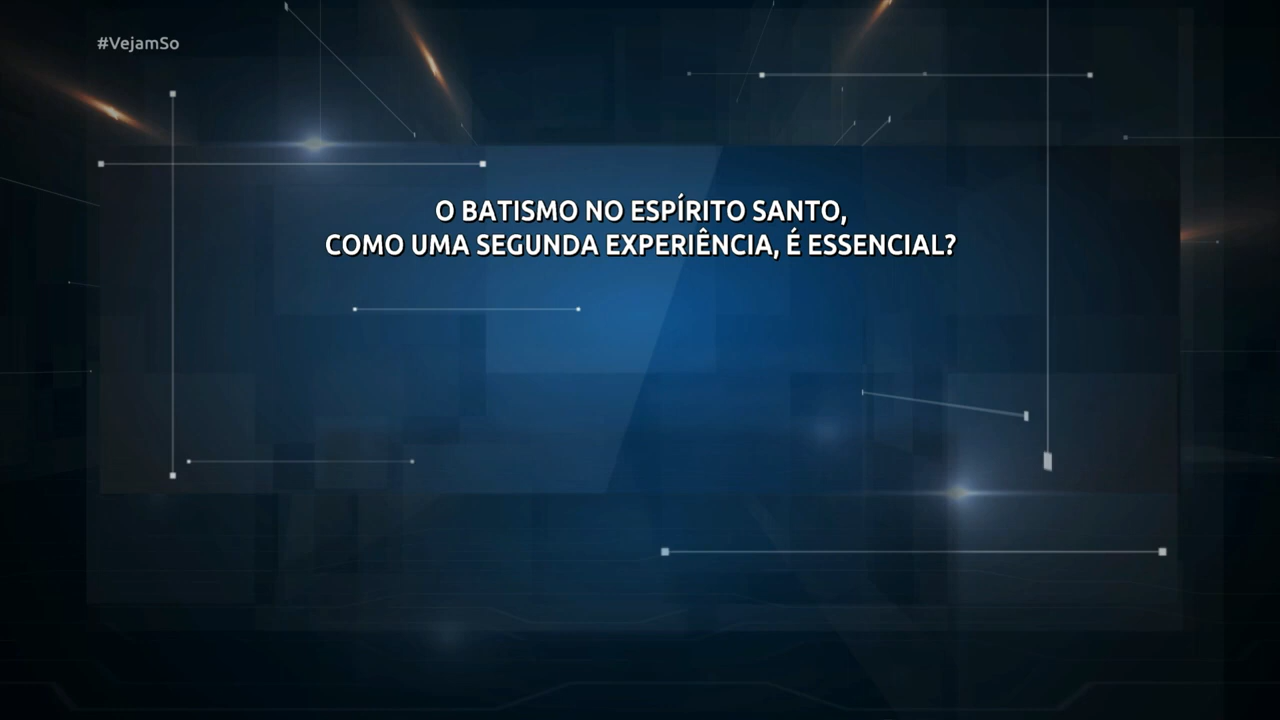 #VejamSo
O BATISMO NO ESPÍRITO SANTO,
COMO UMA SEGUNDA EXPERIÊNCIA, É ESSENCIAL?